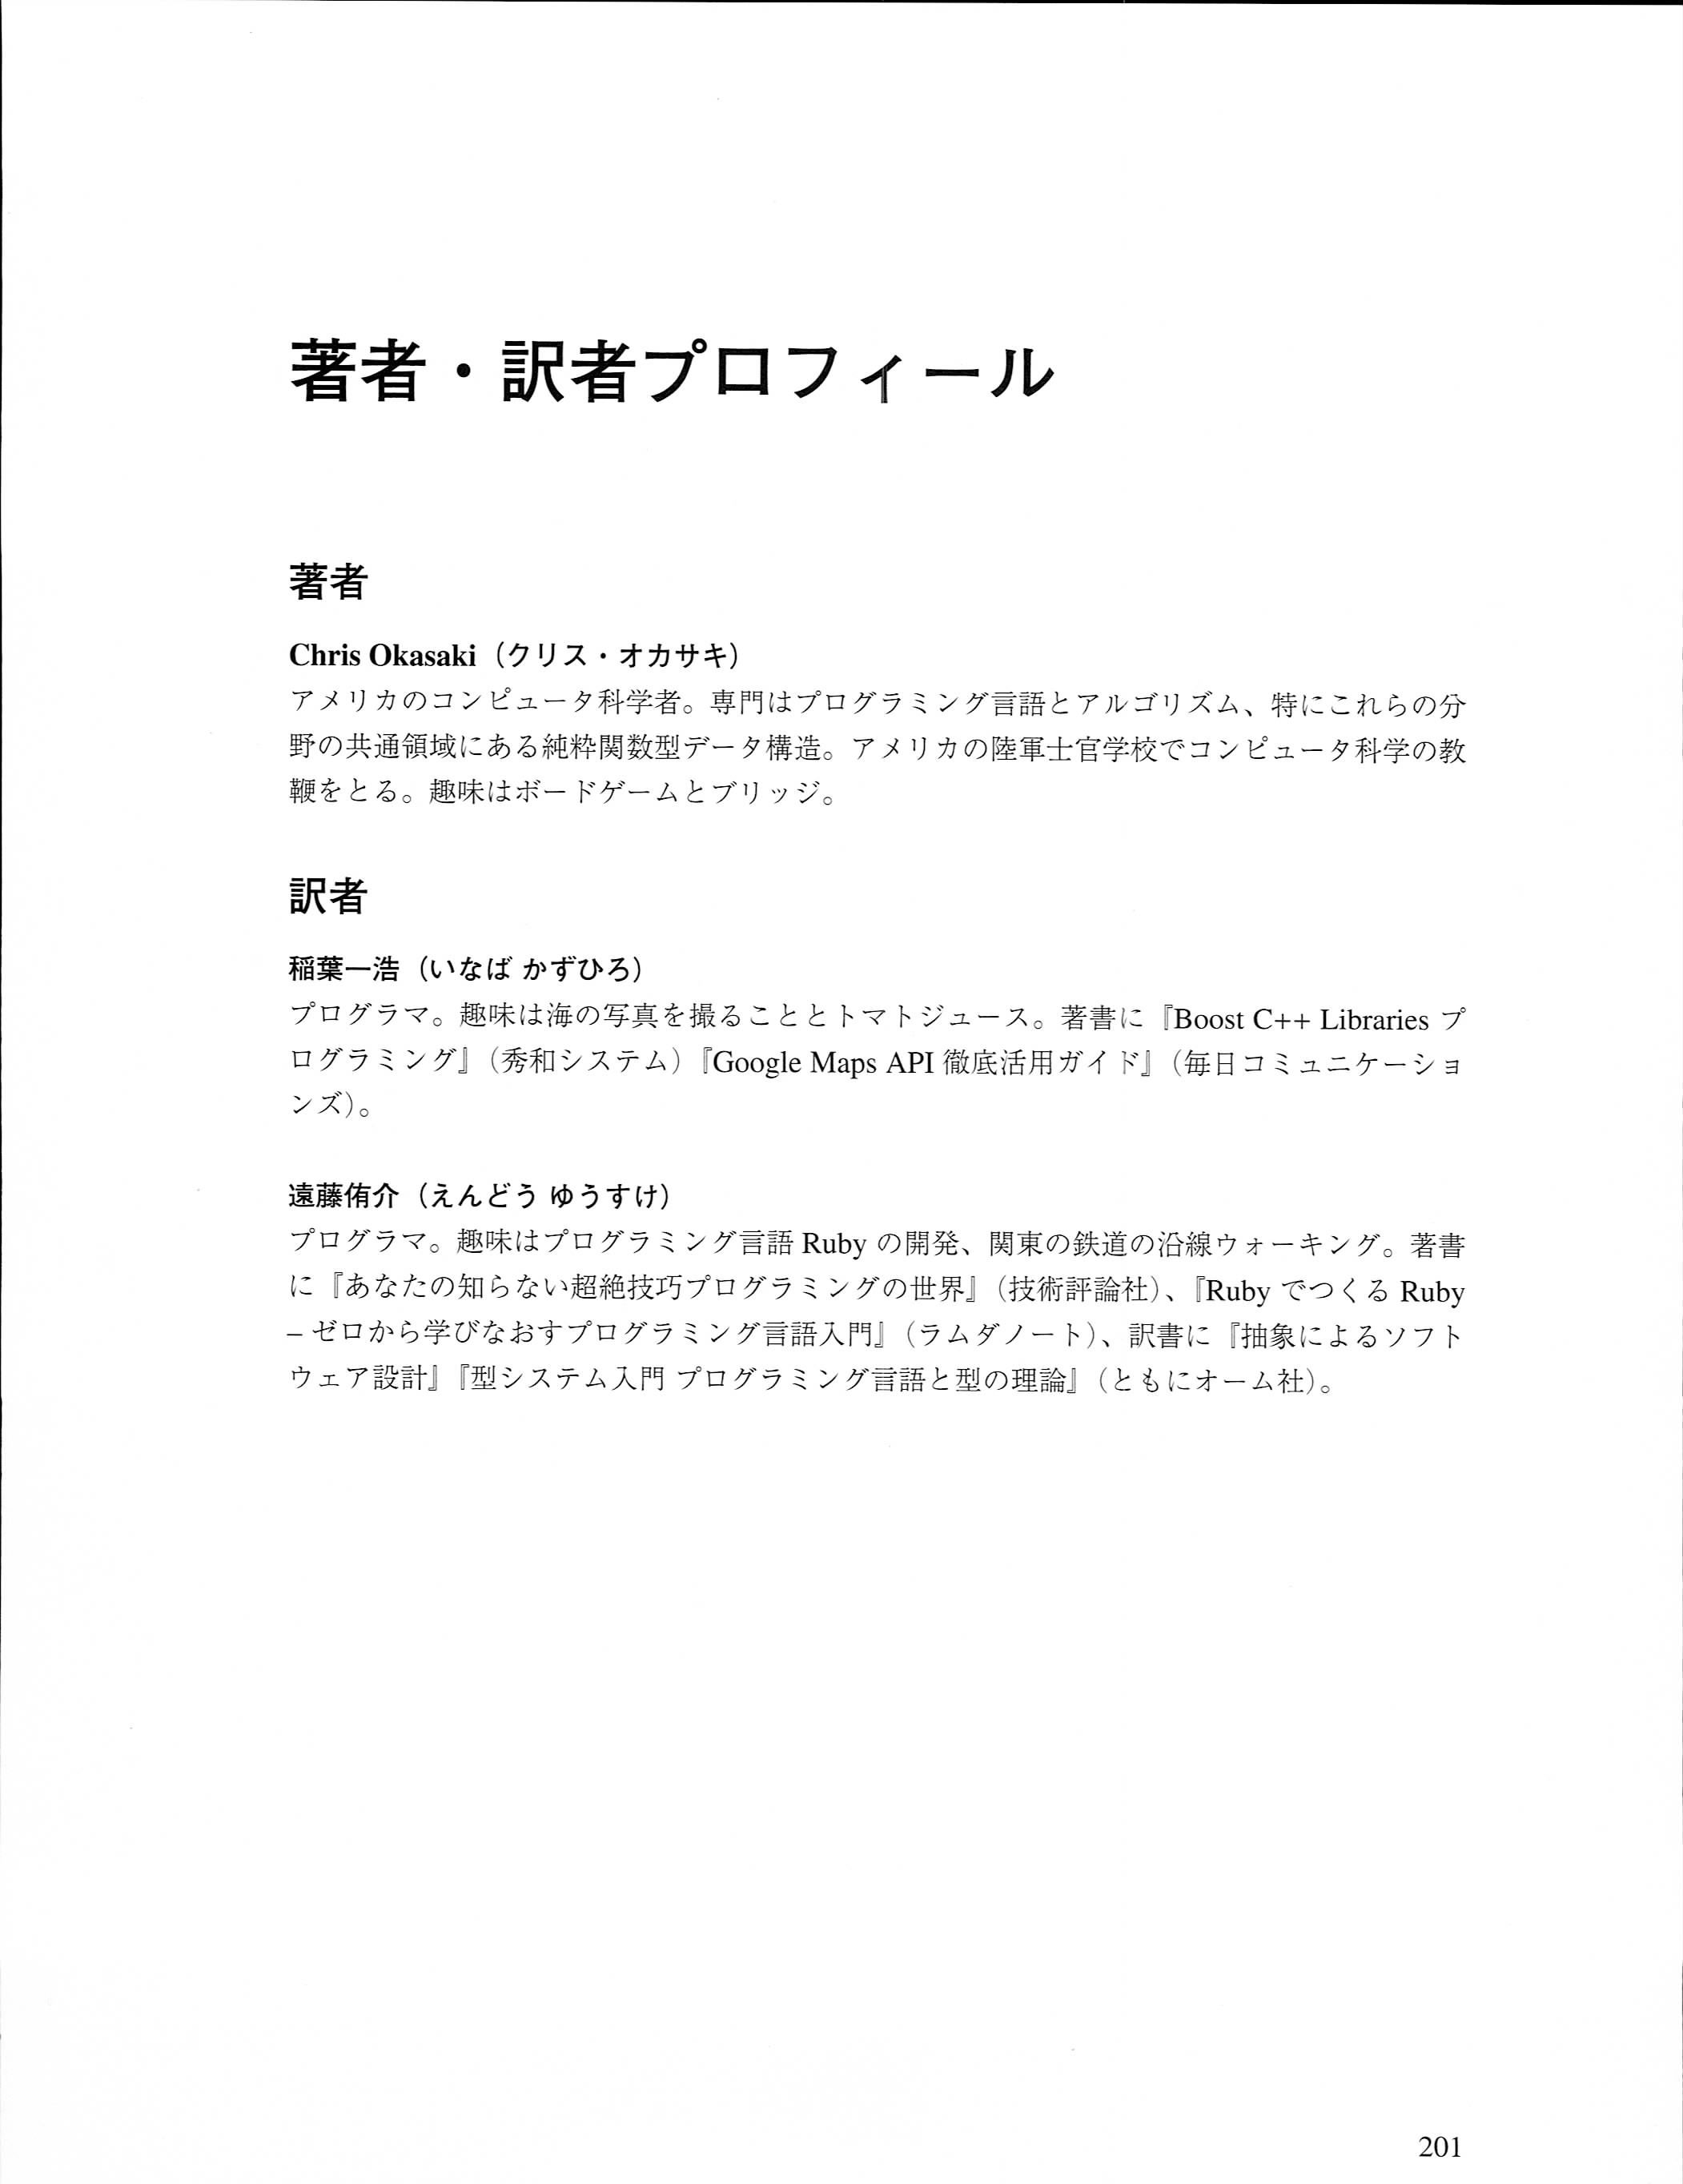 著者・訳者プロフィール
著者
Chris Okasaki（クリス・オカサキ）
アメリカのコンピュータ科学者。専門はプログラミング言語とアルゴリズム、特にこれらの分
野の共通領域にある純粋関数型データ構造。アメリカの陸軍士官学校でコンピュータ科学の教
鞭をとる。趣味はボードゲームとブリッジ。
訳者
稲葉一浩（いなば かずひろ）
プログラマ。趣味は海の写真を撮ることとトマトジュース。著書に『Boost C++ Libraries プ
ログラミング』（秀和システム）『Google Maps API 徹底活用ガイド』（毎日コミュニケーショ
ンズ）。
遠藤侑介（えんどう ゆうすけ）
プログラマ。趣味はプログラミング言語 Ruby の開発、関東の鉄道の沿線ウォーキング。著書
に『あなたの知らない超絶技巧プログラミングの世界』（技術評論社）、『Ruby でつくる Ruby
– ゼロから学びなおすプログラミング言語入門』（ラムダノート）、訳書に『抽象によるソフト
ウェア設計』『型システム入門 プログラミング言語と型の理論』（ともにオーム社）。
201